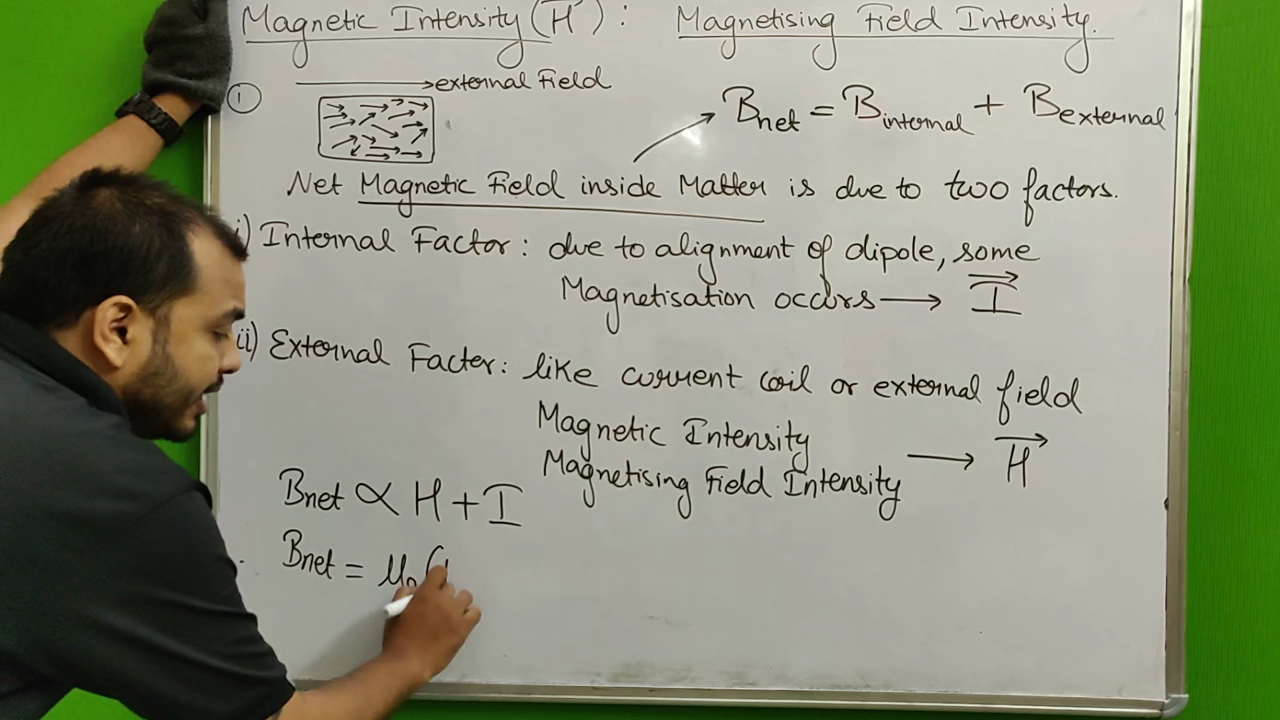 Magnetic Intensity (H) : Magnetising Field Intensity.
① external Field
Bnet = Binternal + Bexternal
Net Magnetic Field inside Matter is due to two factors.
i) Internal Factor : due to alignment of dipole, some
Magnetisation occurs → I
ii) External Factor : like current coil or external field
Magnetic Intensity
Magnetising Field Intensity → H
Bnet ∝ H + I
Bnet = μ0 (